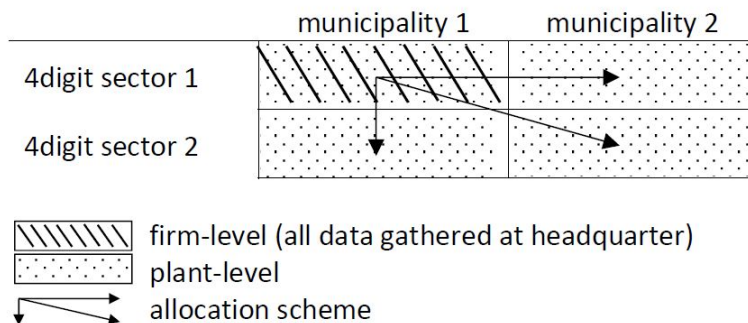 municipality 1 municipality 2
4digit sector 1
4digit sector 2
firm-level (all data gathered at headquarter)
plant-level
allocation scheme